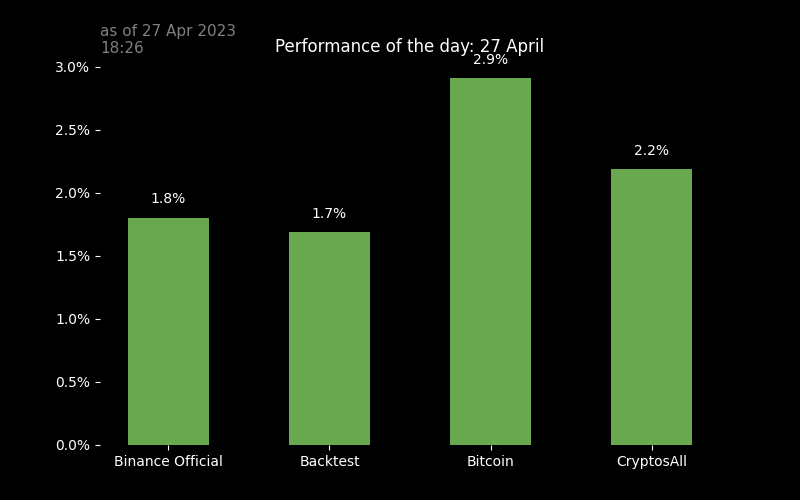 as of 27 Apr 2023
18:26
Performance of the day: 27 April
3.0%
2.5%
2.0%
1.5%
1.0%
0.5%
0.0%
1.8%
1.7%
2.9%
2.2%
Binance Official
Backtest
Bitcoin
CryptosAll